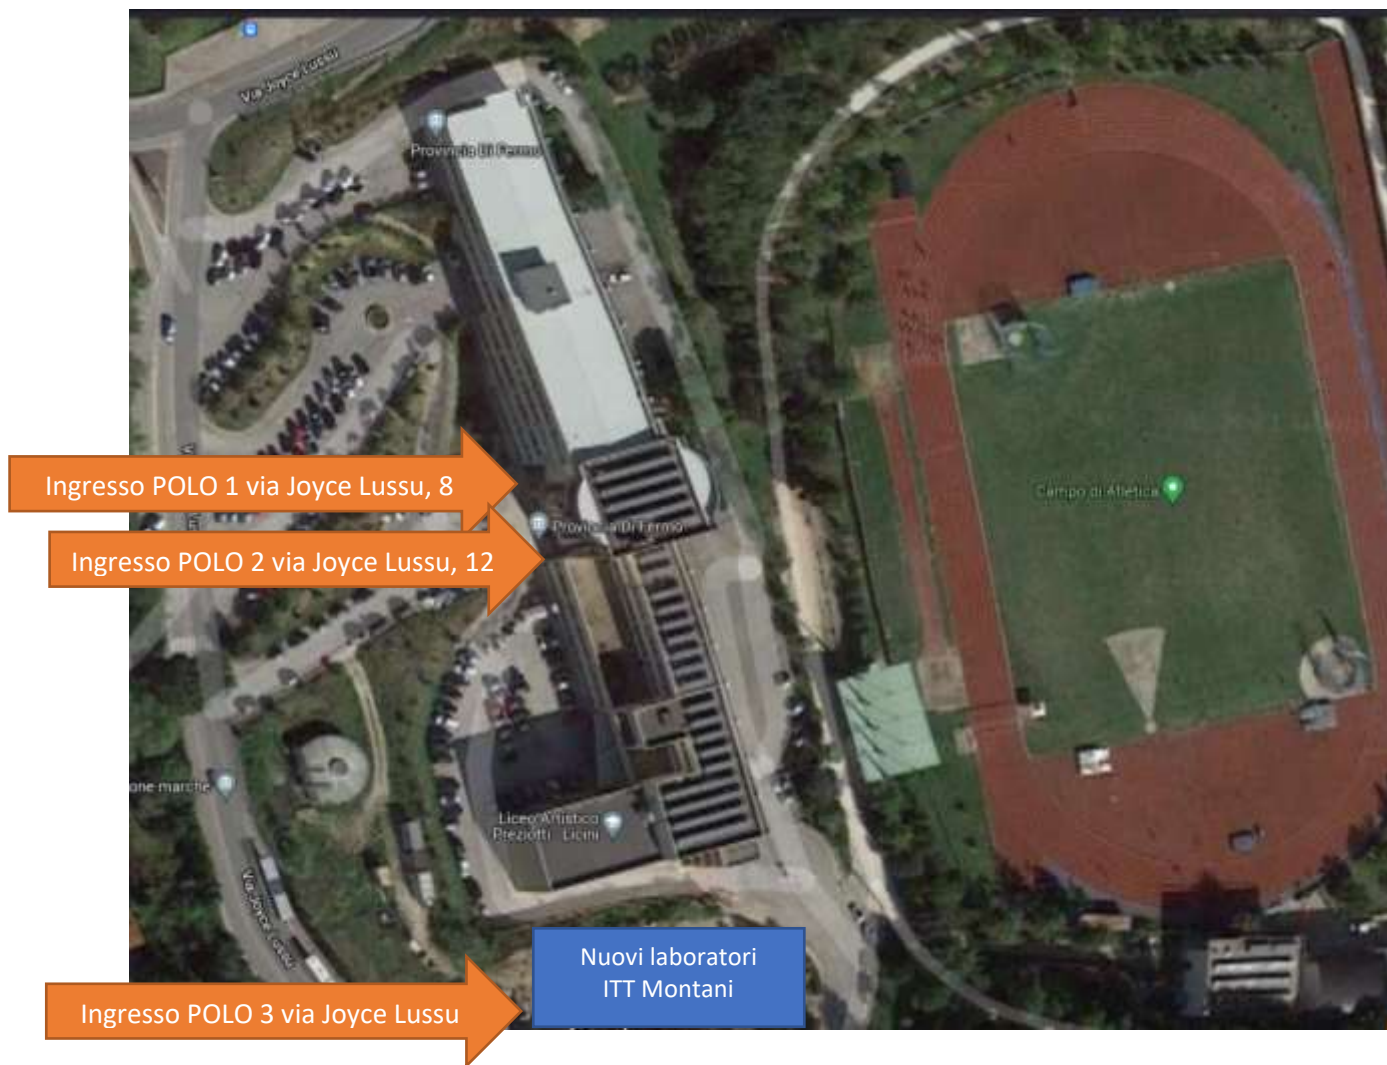 Via Joyce Lussu
Provincia Di Fermo
Ingresso POLO 1 via Joyce Lussu, 8
Campo di Atletica
Provincia Di Fermo
Ingresso POLO 2 via Joyce Lussu, 12
one marche
Liceo Artistico
Preziotti - Licini
Via Joyce Lussu
Nuovi laboratori
ITT Montani
Ingresso POLO 3 via Joyce Lussu